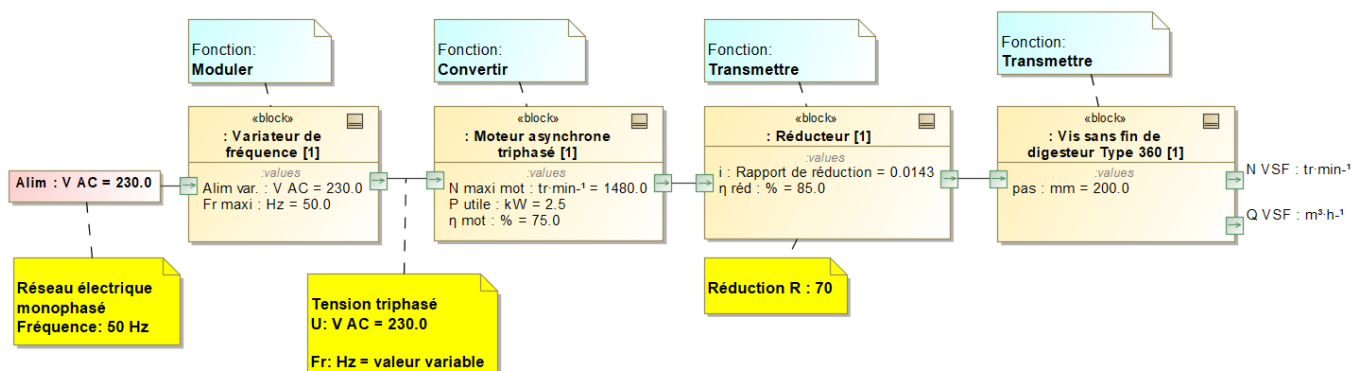 Fonction:
Moduler
Fonction:
Convertir
Fonction:
Transmettre
Fonction:
Transmettre
Alim : V AC = 230.0
«block»
: Variateur de
fréquence [1]
:values
Alim var. : V AC = 230.0
Fr maxi : Hz = 50.0
«block»
: Moteur asynchrone
triphasé [1]
:values
N maxi mot : tr·min-¹ = 1480.0
P utile : kW = 2.5
η mot : % = 75.0
«block»
: Réducteur [1]
:values
i : Rapport de réduction = 0.0143
η réd : % = 85.0
«block»
: Vis sans fin de
digesteur Type 360 [1]
:values
pas : mm = 200.0
N VSF : tr·min-¹
Q VSF : m³·h-¹
Réseau électrique
monophasé
Fréquence: 50 Hz
Tension triphasé
U: V AC = 230.0
Fr: Hz = valeur variable
Réduction R : 70